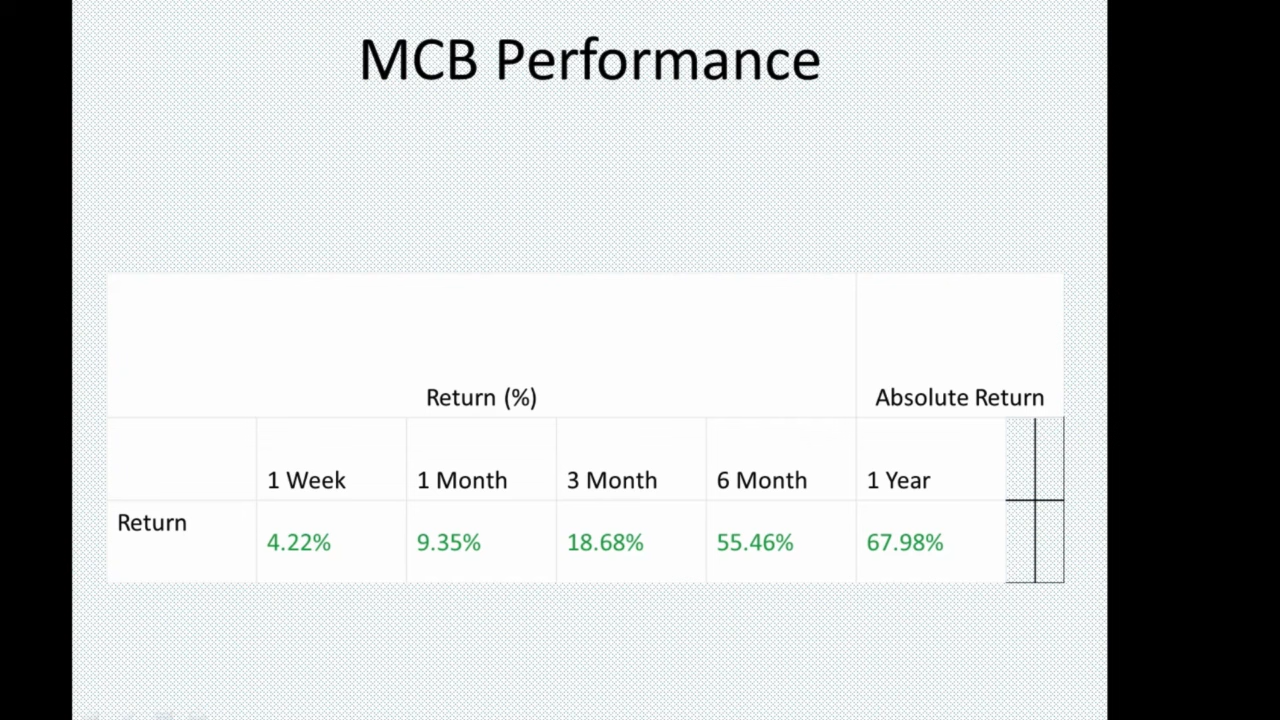 MCB Performance
Return (%) Absolute Return
1 Week 1 Month 3 Month 6 Month 1 Year
Return 4.22% 9.35% 18.68% 55.46% 67.98%